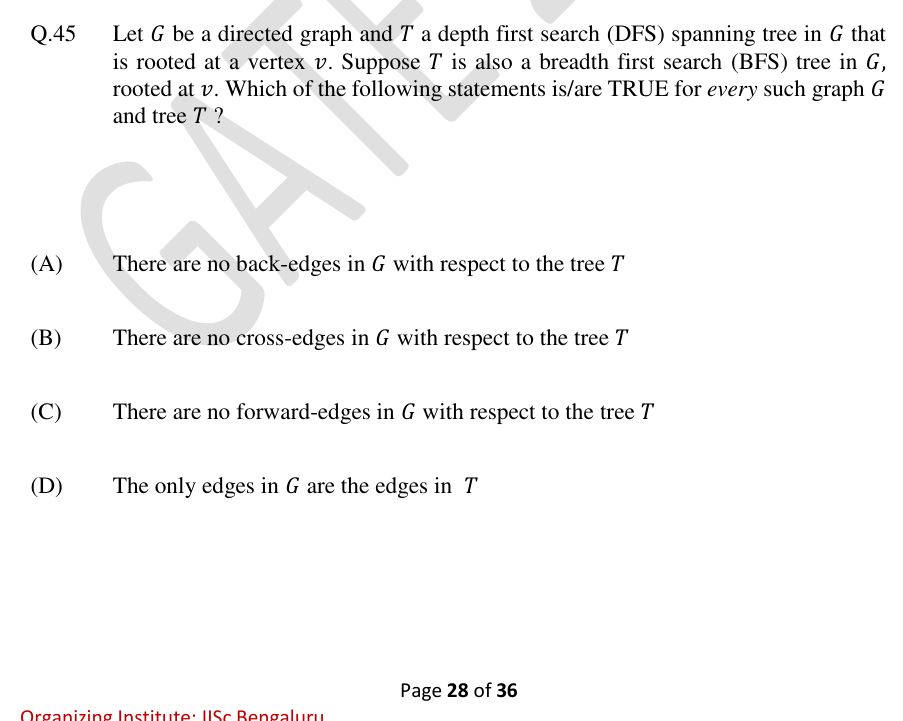 Q.45 Let G be a directed graph and T a depth first search (DFS) spanning tree in G that
is rooted at a vertex v. Suppose T is also a breadth first search (BFS) tree in G,
rooted at v. Which of the following statements is/are TRUE for every such graph G
and tree T ?
(A) There are no back-edges in G with respect to the tree T
(B) There are no cross-edges in G with respect to the tree T
(C) There are no forward-edges in G with respect to the tree T
(D) The only edges in G are the edges in T
Page 28 of 36
Organizing Institute: IISc Bengaluru
GATE